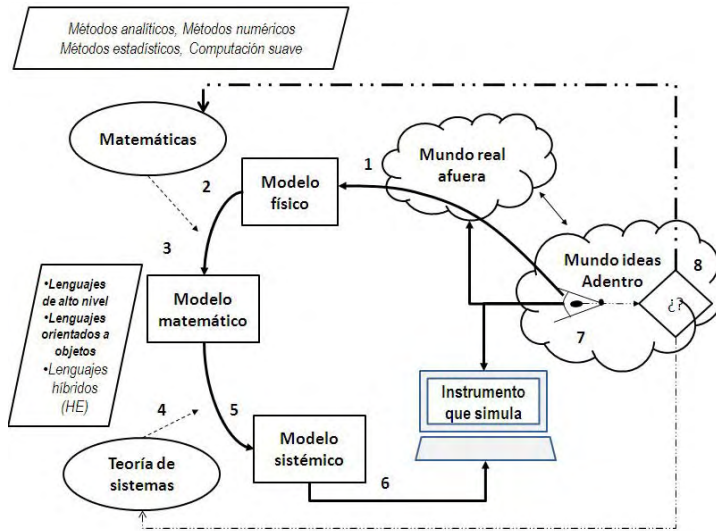 Métodos analíticos, Métodos numéricos
Métodos estadísticos, Computación suave
Matemáticas
1
Mundo real
afuera
2
Modelo
físico
3
Mundo ideas
Adentro
8
¿?
7
•Lenguajes
de alto nivel
•Lenguajes
orientados a
objetos
•Lenguajes
híbridos
(HE)
Modelo
matemático
4
5
Instrumento
que simula
Modelo
sistémico
6
Teoría de
sistemas